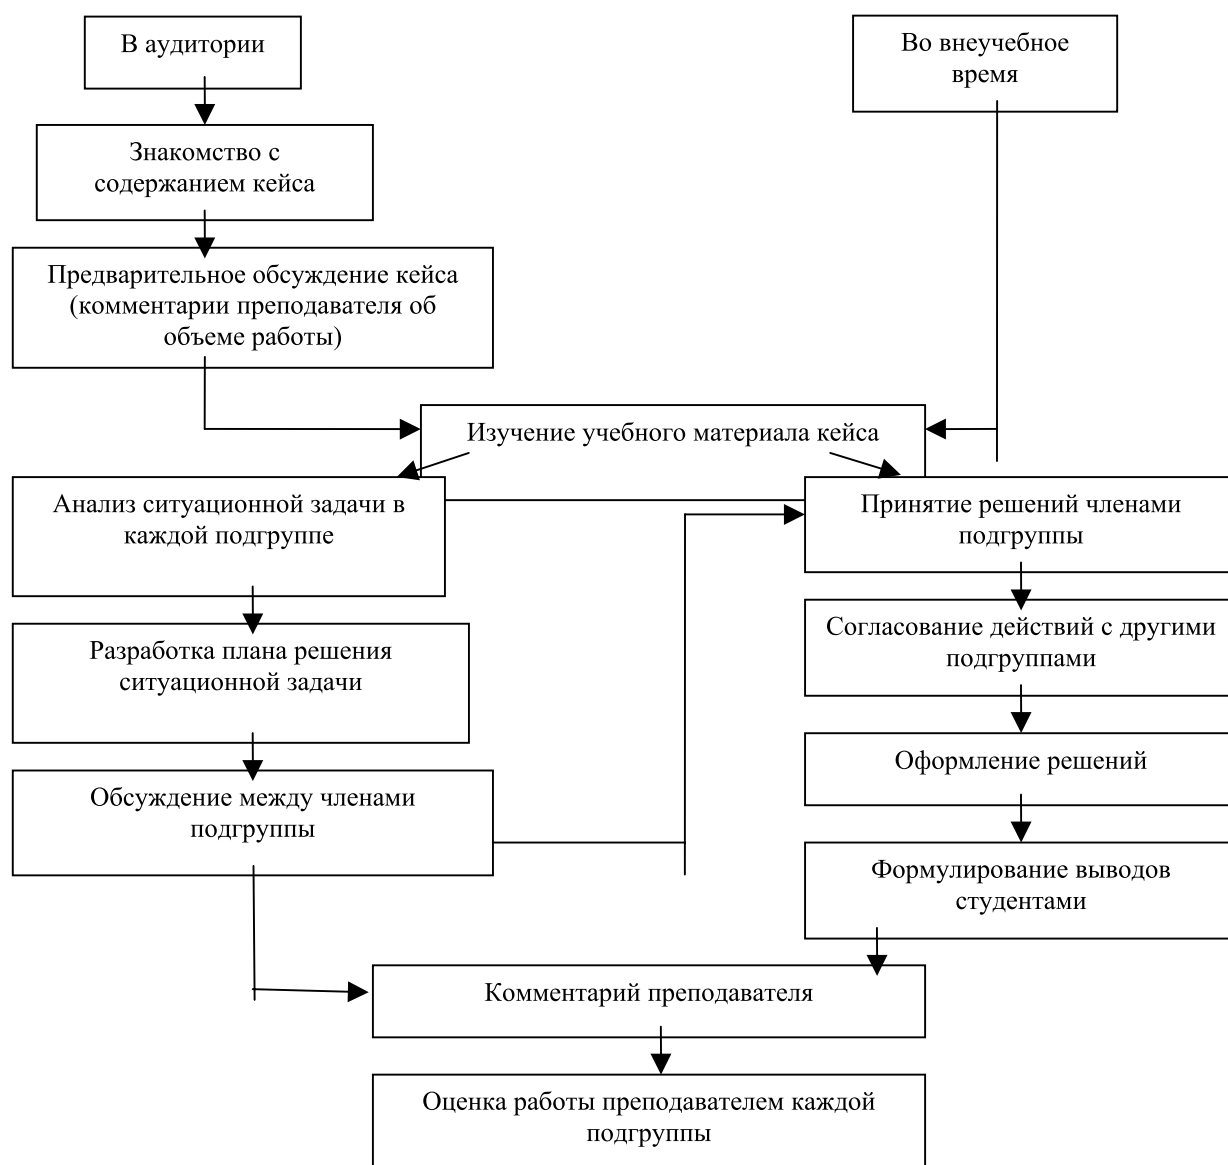 В аудитории
Во внеучебное
время
Знакомство с
содержанием кейса
Предварительное обсуждение кейса
(комментарии преподавателя об
объеме работы)
Изучение учебного материала кейса
Анализ ситуационной задачи в
каждой подгруппе
Принятие решений членами
подгруппы
Разработка плана решения
ситуационной задачи
Согласование действий с другими
подгруппами
Обсуждение между членами
подгруппы
Оформление решений
Формулирование выводов
студентами
Комментарий преподавателя
Оценка работы преподавателем каждой
подгруппы